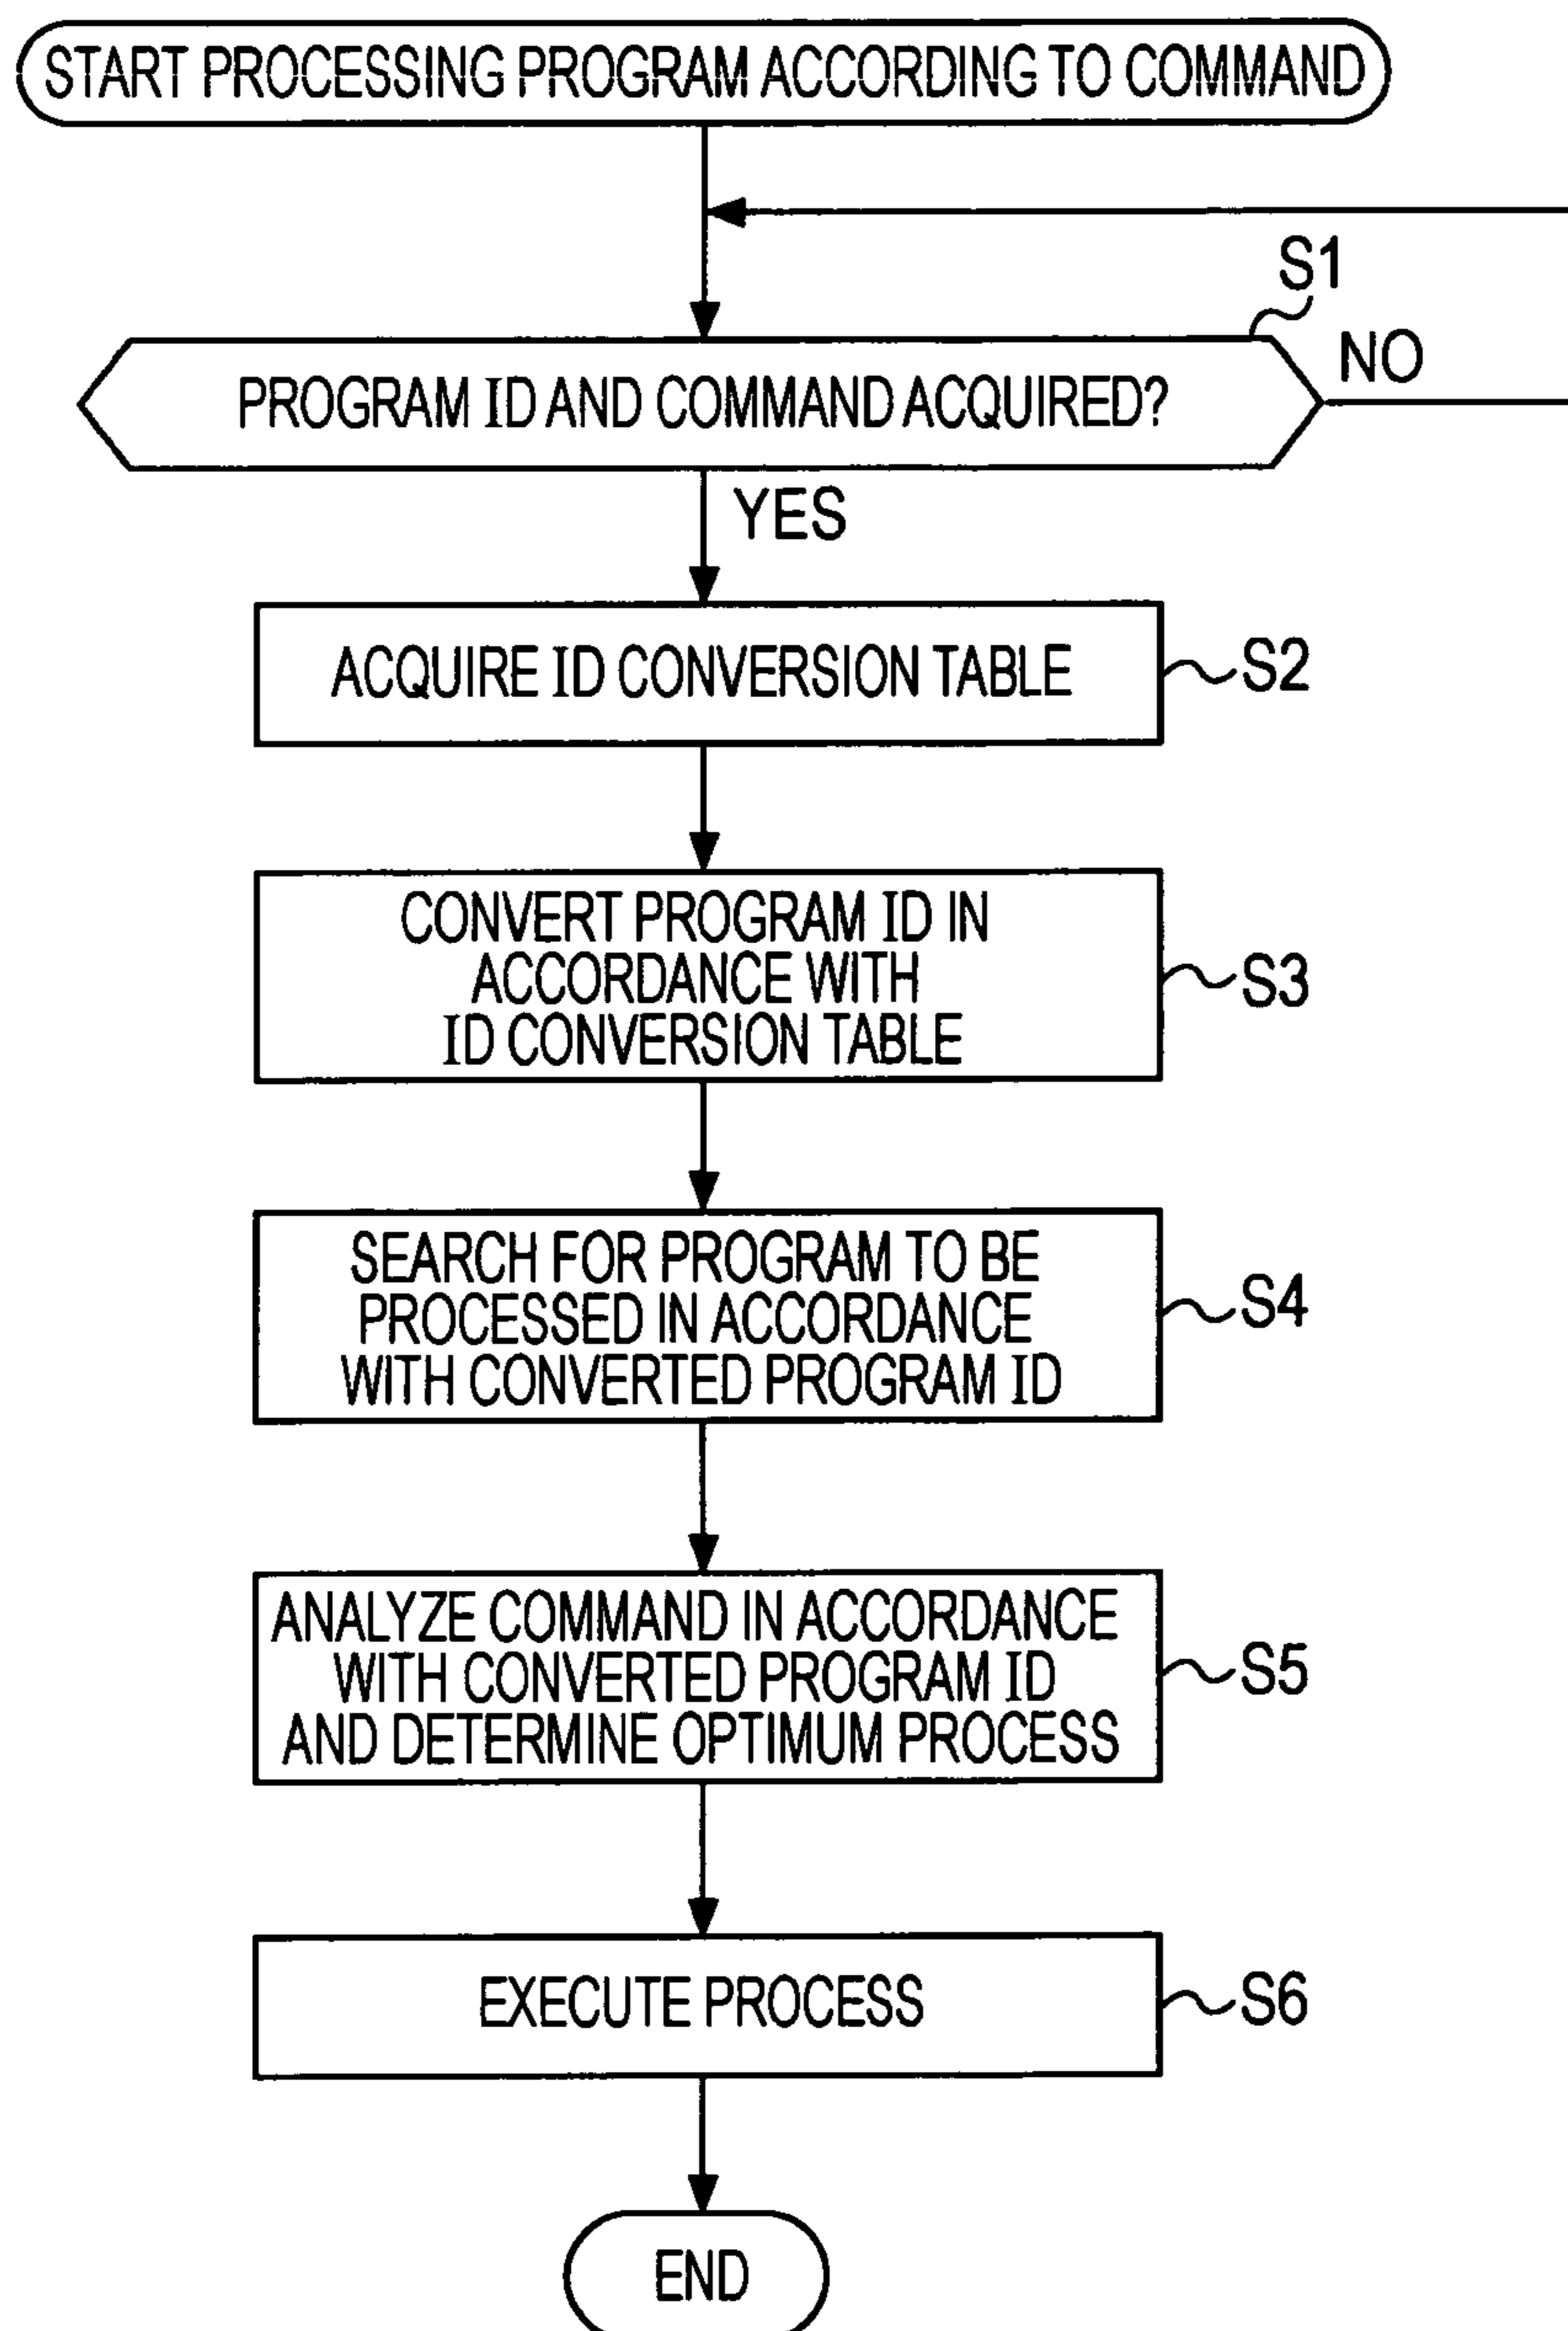 START PROCESSING PROGRAM ACCORDING TO COMMAND
S1
PROGRAM ID AND COMMAND ACQUIRED?
NO
YES
ACQUIRE ID CONVERSION TABLE
S2
CONVERT PROGRAM ID IN
ACCORDANCE WITH
ID CONVERSION TABLE
S3
SEARCH FOR PROGRAM TO BE
PROCESSED IN ACCORDANCE
WITH CONVERTED PROGRAM ID
S4
ANALYZE COMMAND IN ACCORDANCE
WITH CONVERTED PROGRAM ID
AND DETERMINE OPTIMUM PROCESS
S5
EXECUTE PROCESS
S6
END